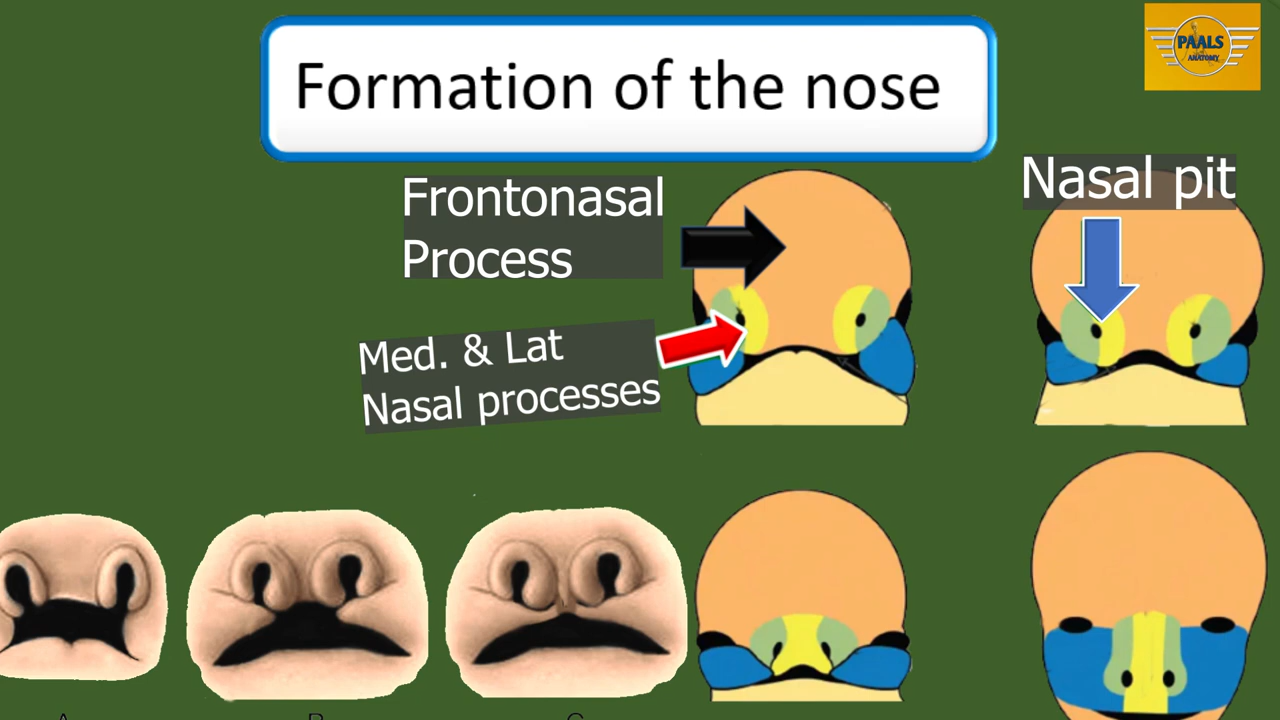 Formation of the nose
PAALS
ANATOMY
Frontonasal
Process
Nasal pit
Med. & Lat
Nasal processes